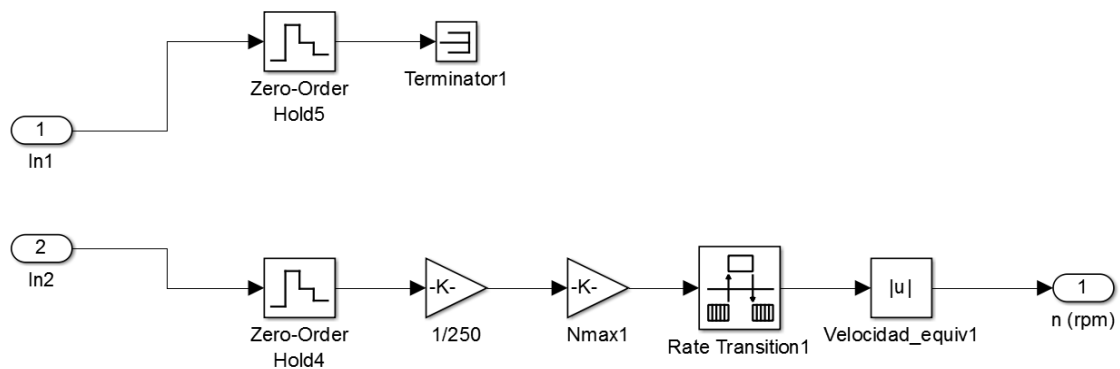 Zero-Order
Hold5
Terminator1
1
In1
2
In2
Zero-Order
Hold4
-K-
1/250
-K-
Nmax1
Rate Transition1
|u|
Velocidad_equiv1
1
n (rpm)